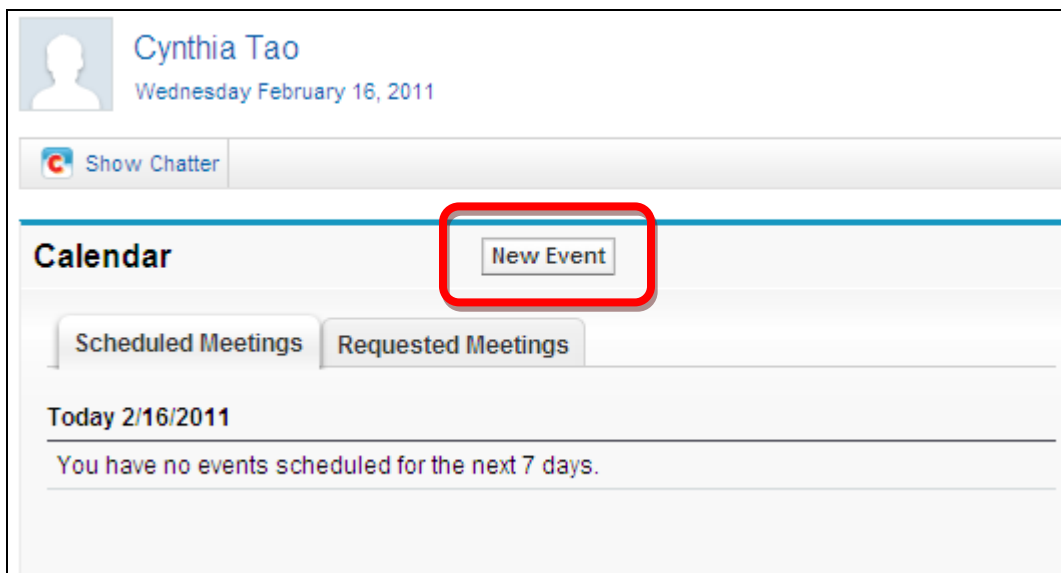 Cynthia Tao
Wednesday February 16, 2011
C Show Chatter
Calendar New Event
Scheduled Meetings Requested Meetings
Today 2/16/2011
You have no events scheduled for the next 7 days.